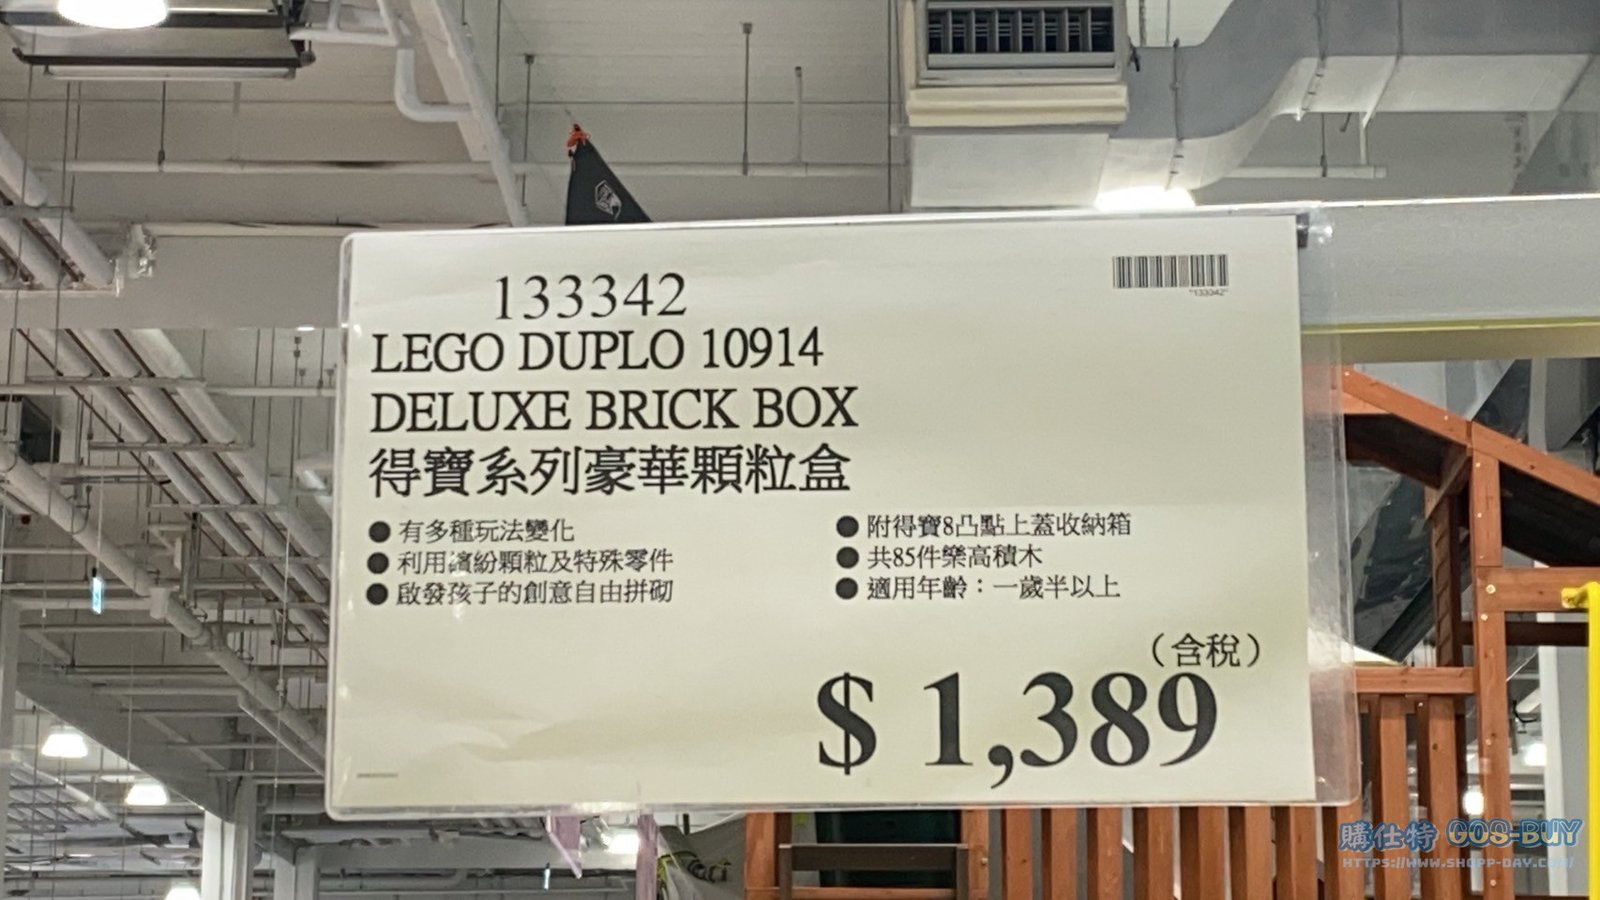 133342
"133342"
LEGO DUPLO 10914
DELUXE BRICK BOX
得寶系列豪華顆粒盒
● 有多種玩法變化
● 利用繽紛顆粒及特殊零件
● 啟發孩子的創意自由拼砌
● 附得寶8凸點上蓋收納箱
● 共85件樂高積木
● 適用年齡：一歲半以上
（含稅）
$ 1,389
購仕特 GOS-BUY
HTTPS://WWW.SHOPP-DAY.COM/